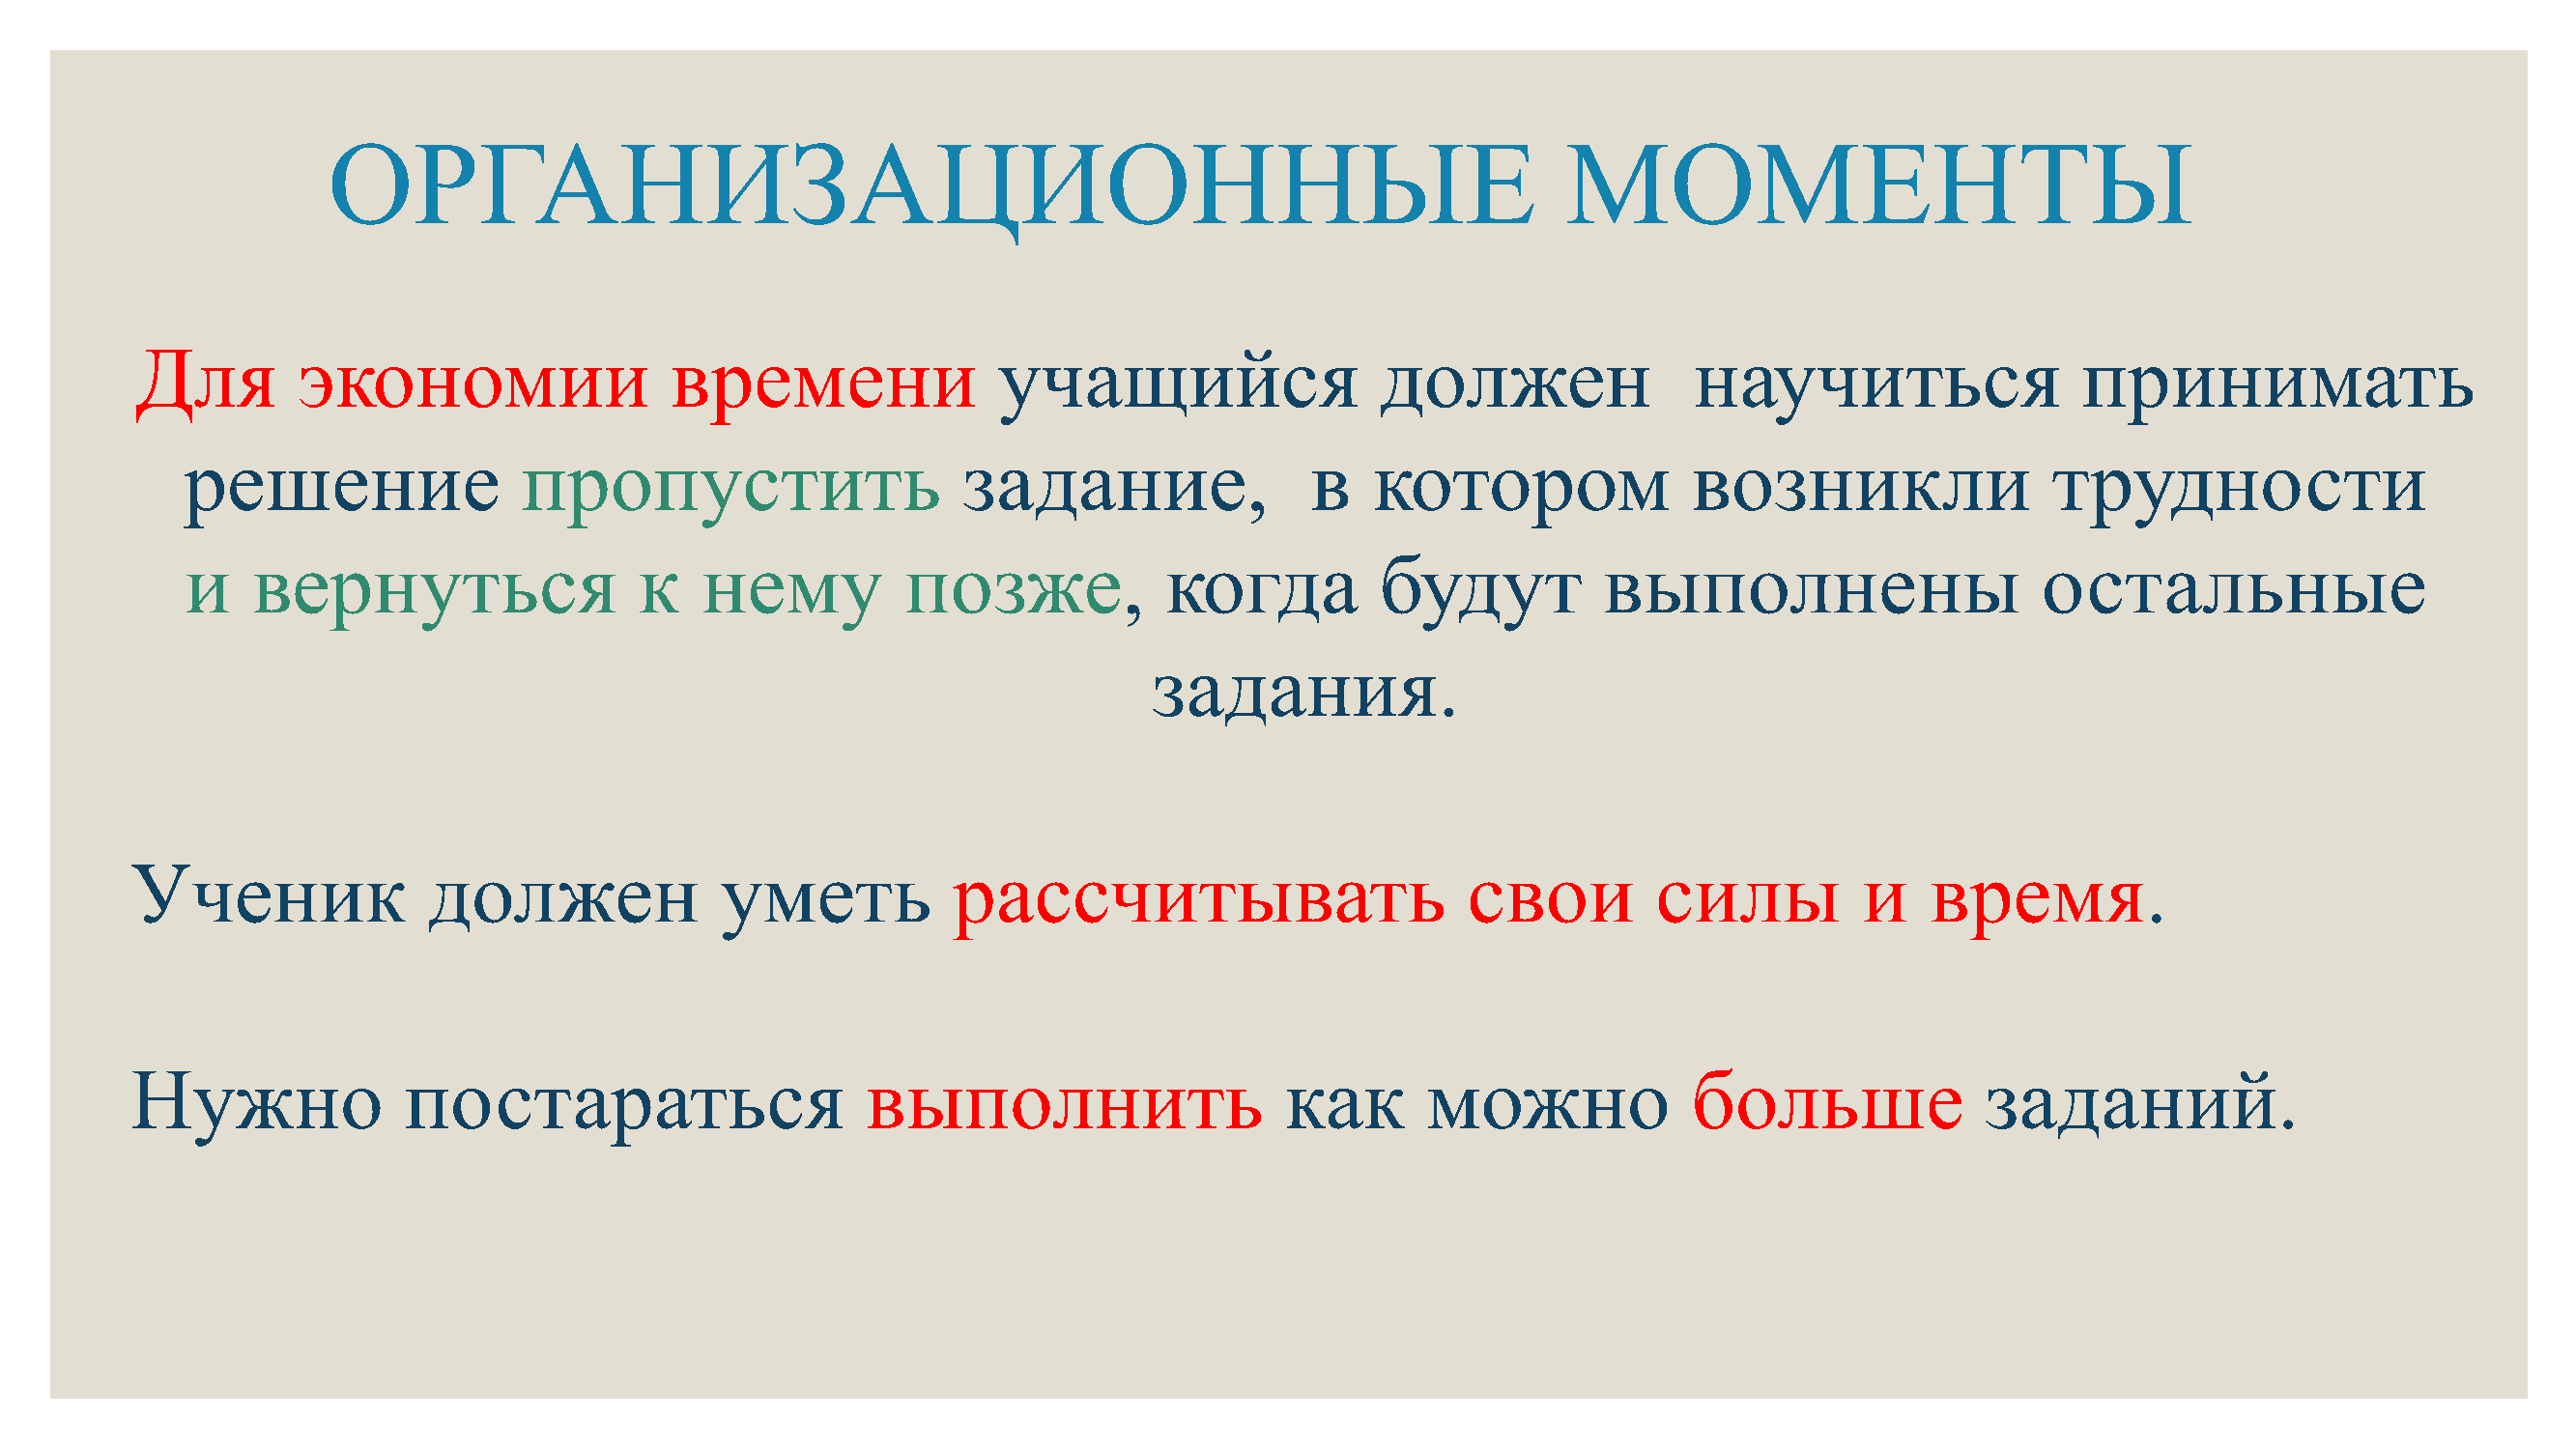 ОРГАНИЗАЦИОННЫЕ МОМЕНТЫ
Для экономии времени учащийся должен научиться принимать
решение пропустить задание, в котором возникли трудности
и вернуться к нему позже, когда будут выполнены остальные
задания.
Ученик должен уметь рассчитывать свои силы и время.
Нужно постараться выполнить как можно больше заданий.